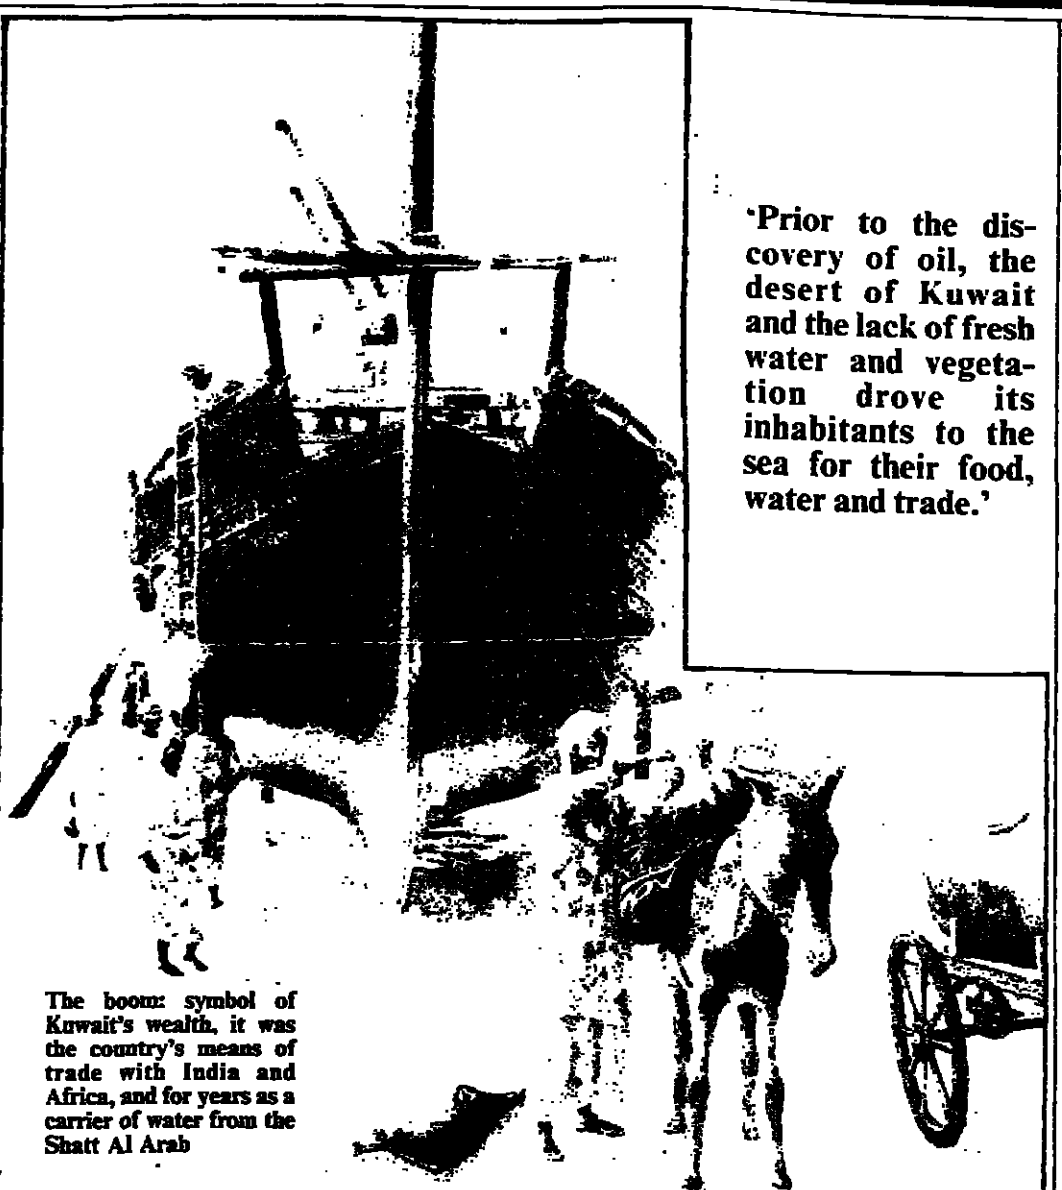 ‘Prior to the dis-
covery of oil, the
desert of Kuwait
and the lack of fresh
water and vegeta-
tion drove its
inhabitants to the
sea for their food,
water and trade.’
The boom: symbol of
Kuwait's wealth, it was
the country's means of
trade with India and
Africa, and for years as a
carrier of water from the
Shatt Al Arab